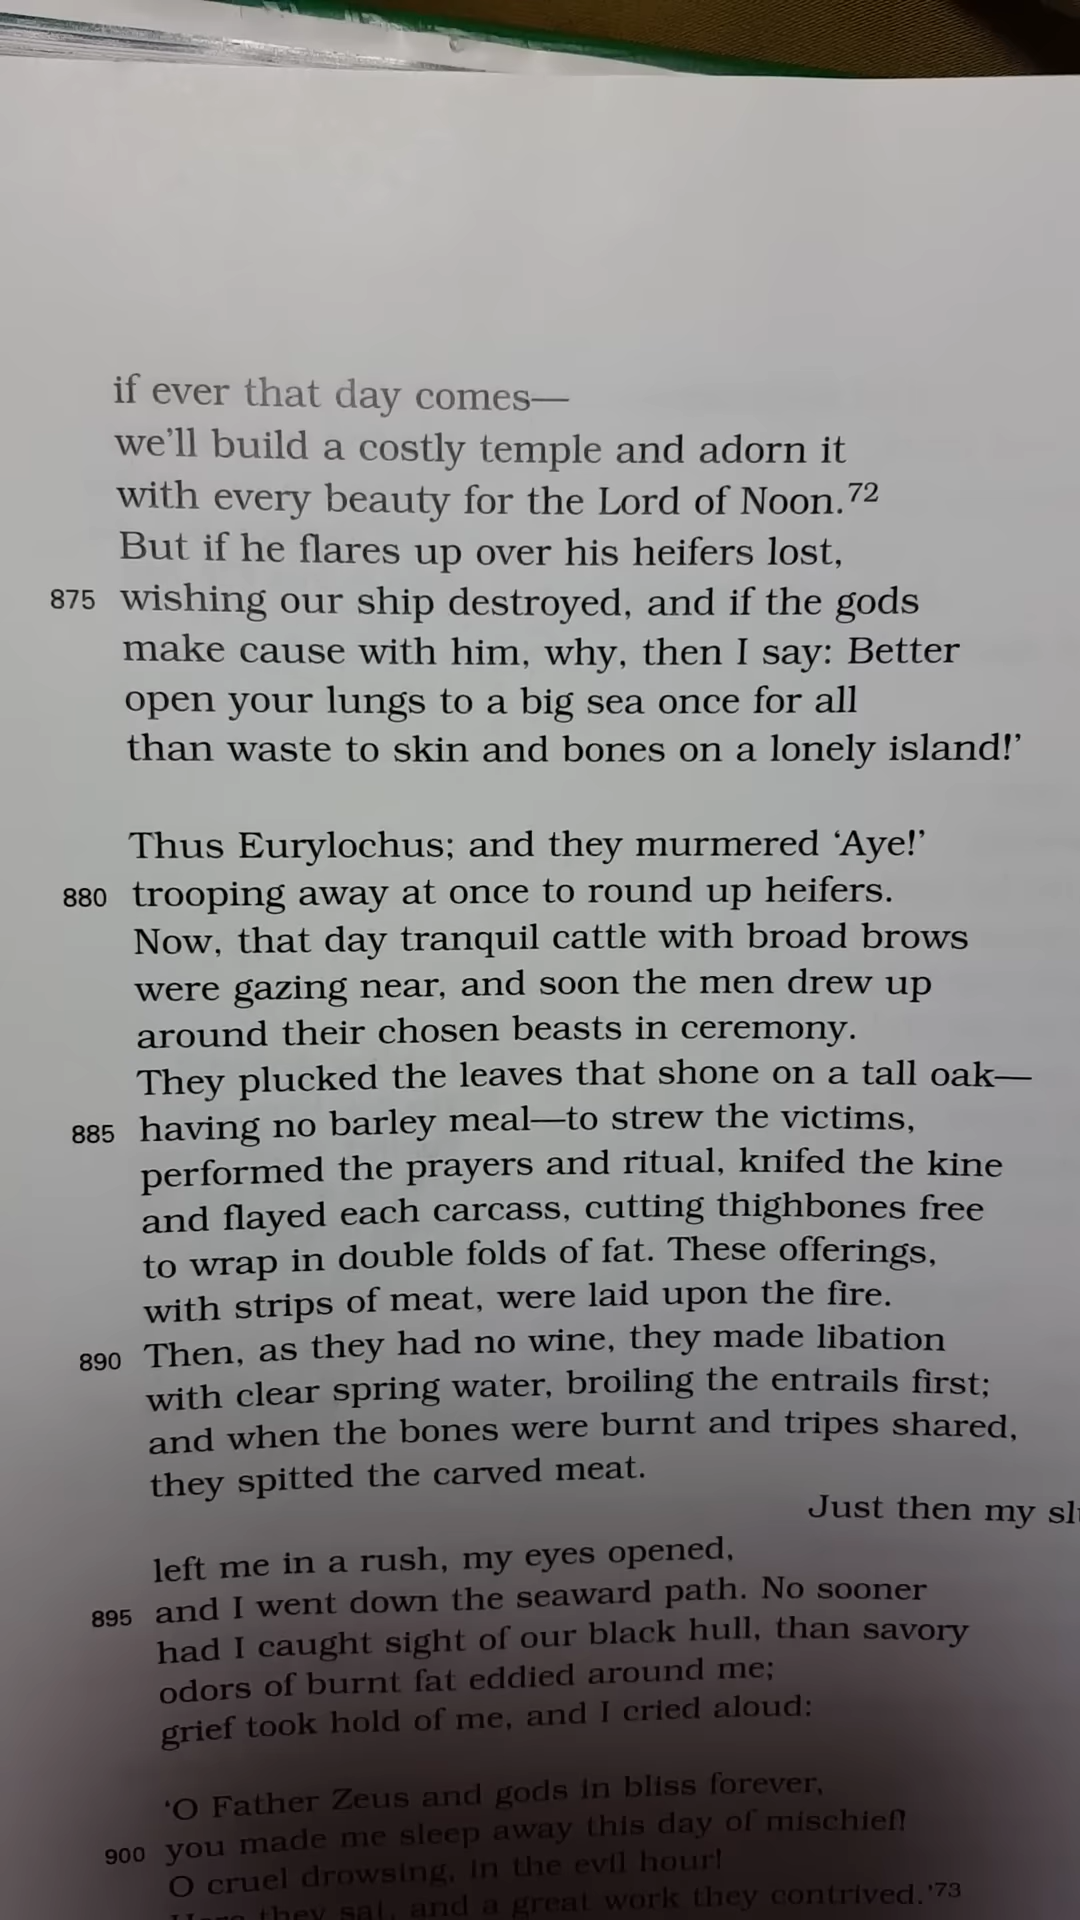 if ever that day comes—
we'll build a costly temple and adorn it
with every beauty for the Lord of Noon.72
But if he flares up over his heifers lost,
875 wishing our ship destroyed, and if the gods
make cause with him, why, then I say: Better
open your lungs to a big sea once for all
than waste to skin and bones on a lonely island!'
Thus Eurylochus; and they murmered 'Aye!'
880 trooping away at once to round up heifers.
Now, that day tranquil cattle with broad brows
were gazing near, and soon the men drew up
around their chosen beasts in ceremony.
They plucked the leaves that shone on a tall oak—
885 having no barley meal—to strew the victims,
performed the prayers and ritual, knifed the kine
and flayed each carcass, cutting thighbones free
to wrap in double folds of fat. These offerings,
with strips of meat, were laid upon the fire.
890 Then, as they had no wine, they made libation
with clear spring water, broiling the entrails first;
and when the bones were burnt and tripes shared,
they spitted the carved meat.
Just then my
left me in a rush, my eyes opened,
895 and I went down the seaward path. No sooner
had I caught sight of our black hull, than savory
odors of burnt fat eddied around me;
grief took hold of me, and I cried aloud:
'O Father Zeus and gods in bliss forever,
900 you made me sleep away this day of mischief!
O cruel drowsing, in the evil hour!
they sat, and a great work they contrived.'73